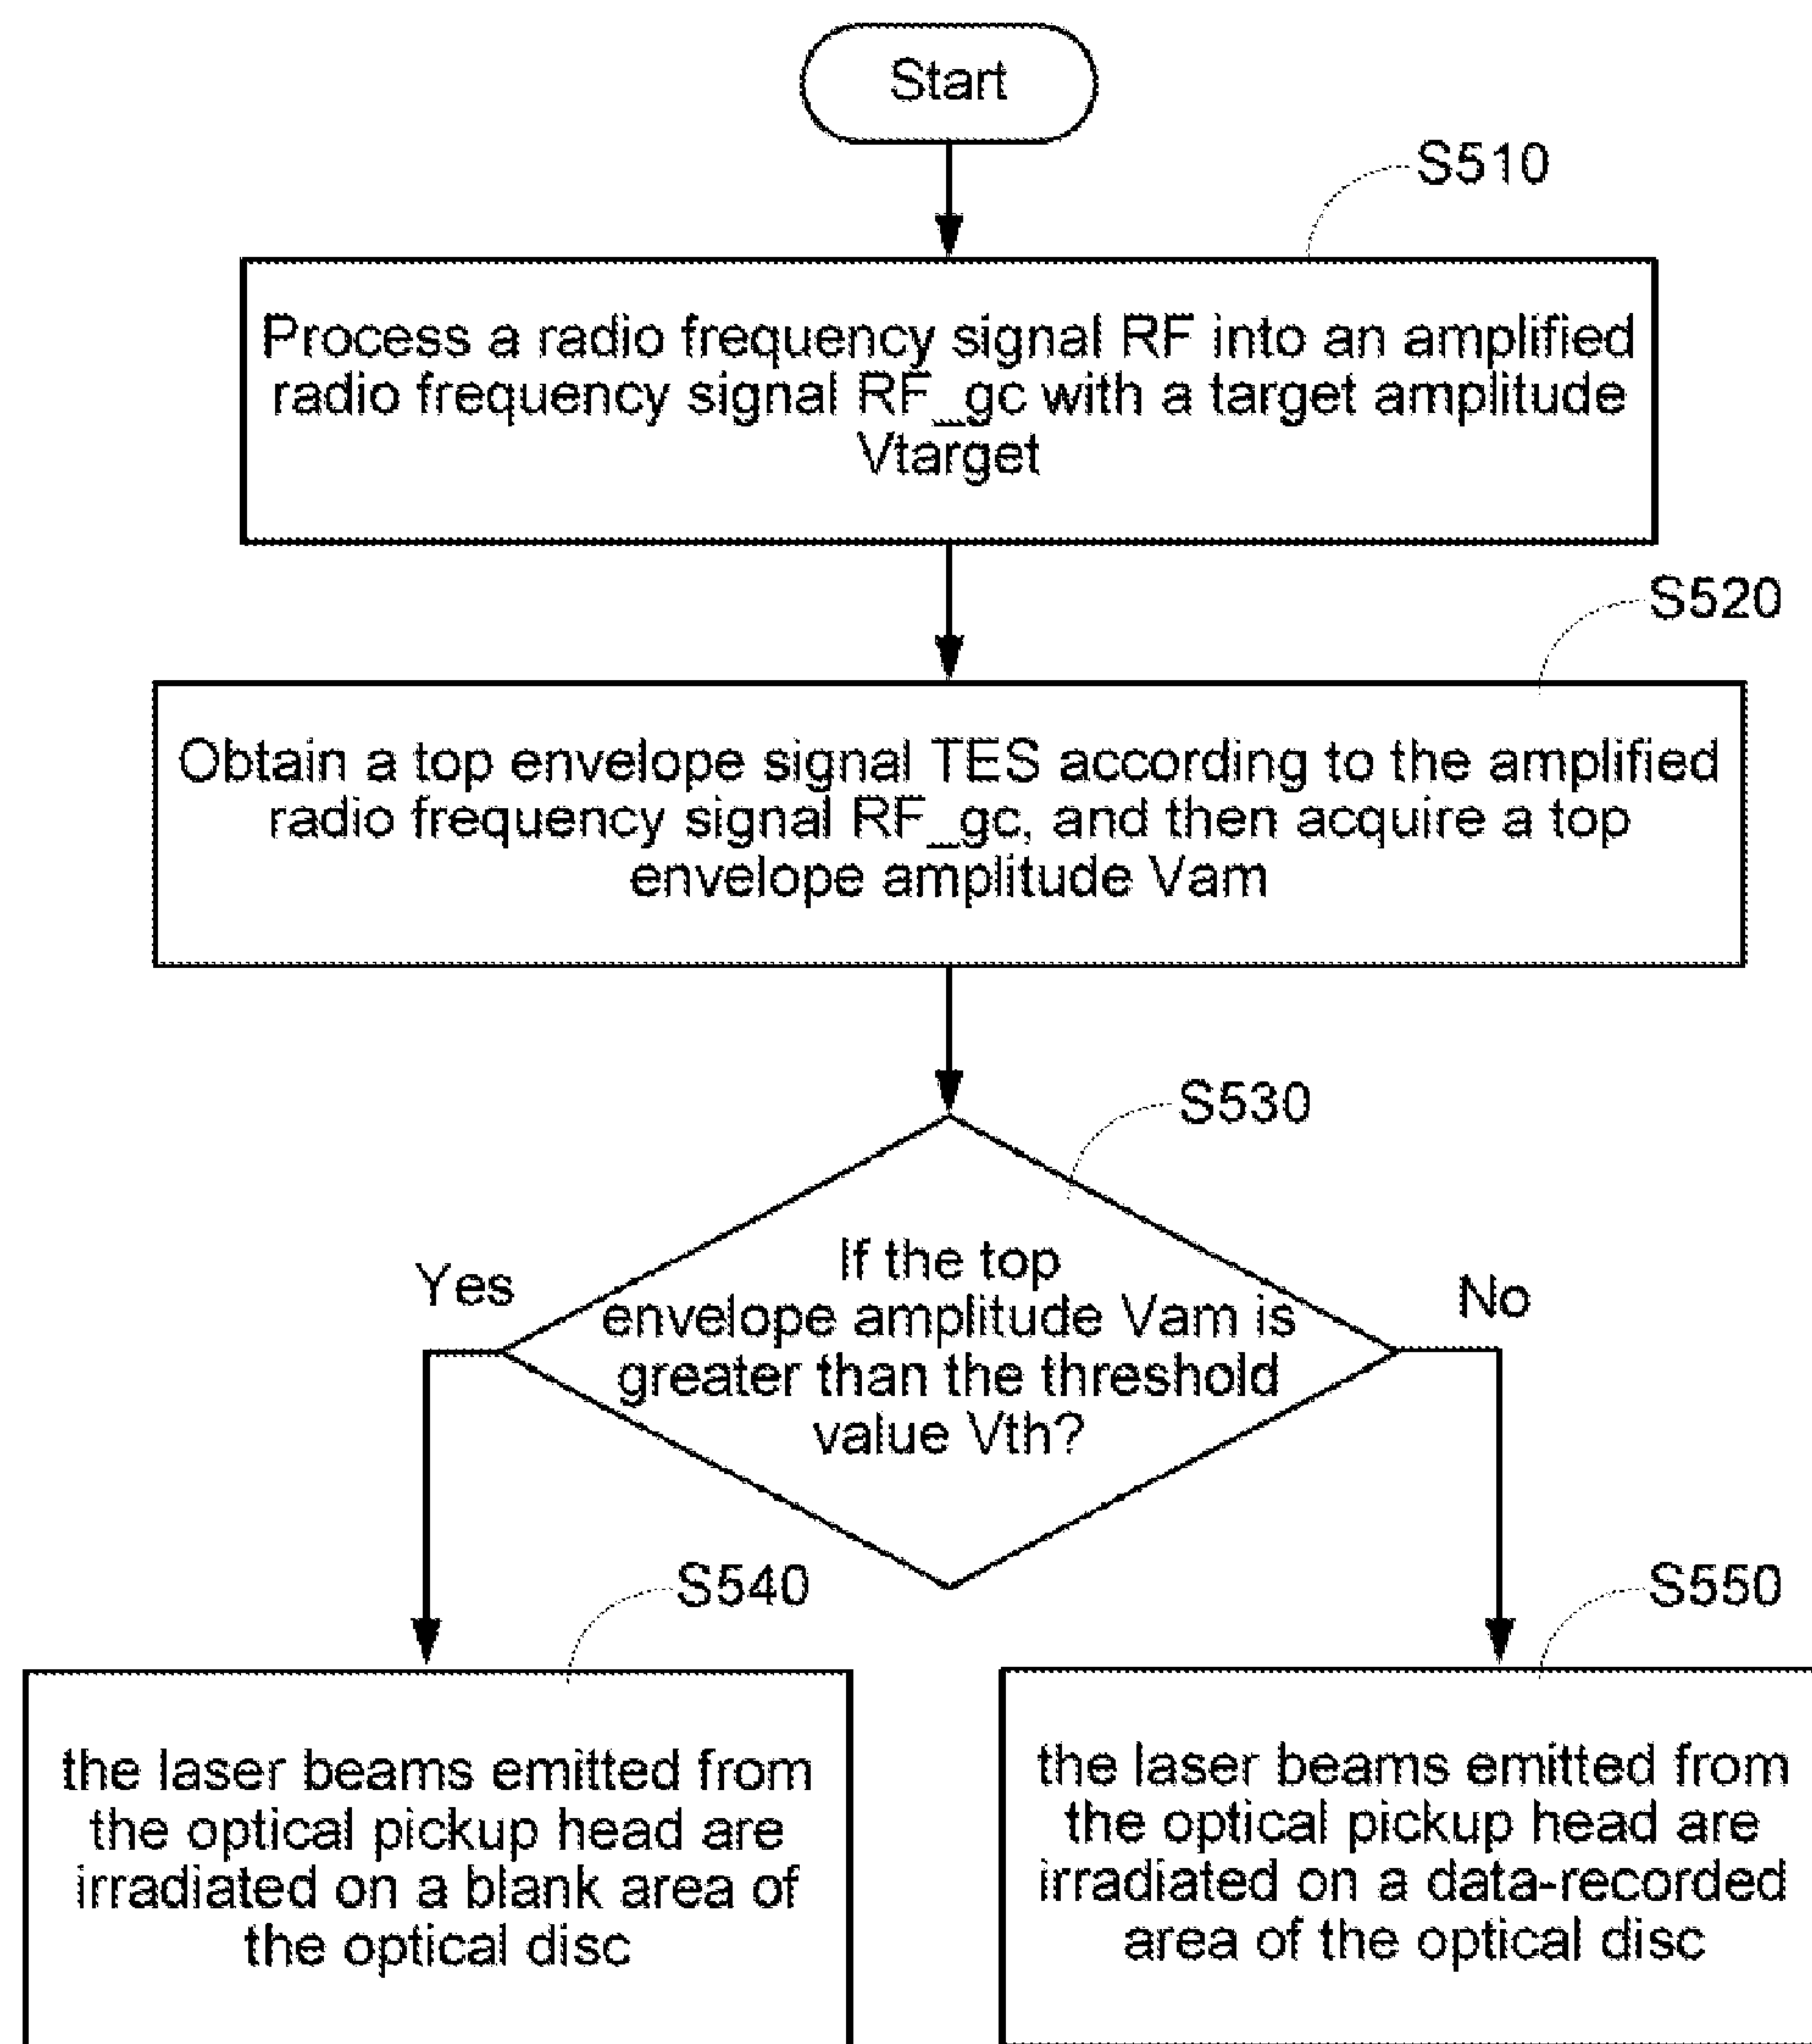 Start
S510
Process a radio frequency signal RF into an amplified
radio frequency signal RF_gc with a target amplitude
Vtarget
S520
Obtain a top envelope signal TES according to the amplified
radio frequency signal RF_gc, and then acquire a top
envelope amplitude Vam
S530
If the top
envelope amplitude Vam is
greater than the threshold
value Vth?
Yes
No
S540
the laser beams emitted from
the optical pickup head are
irradiated on a blank area of
the optical disc
S550
the laser beams emitted from
the optical pickup head are
irradiated on a data-recorded
area of the optical disc